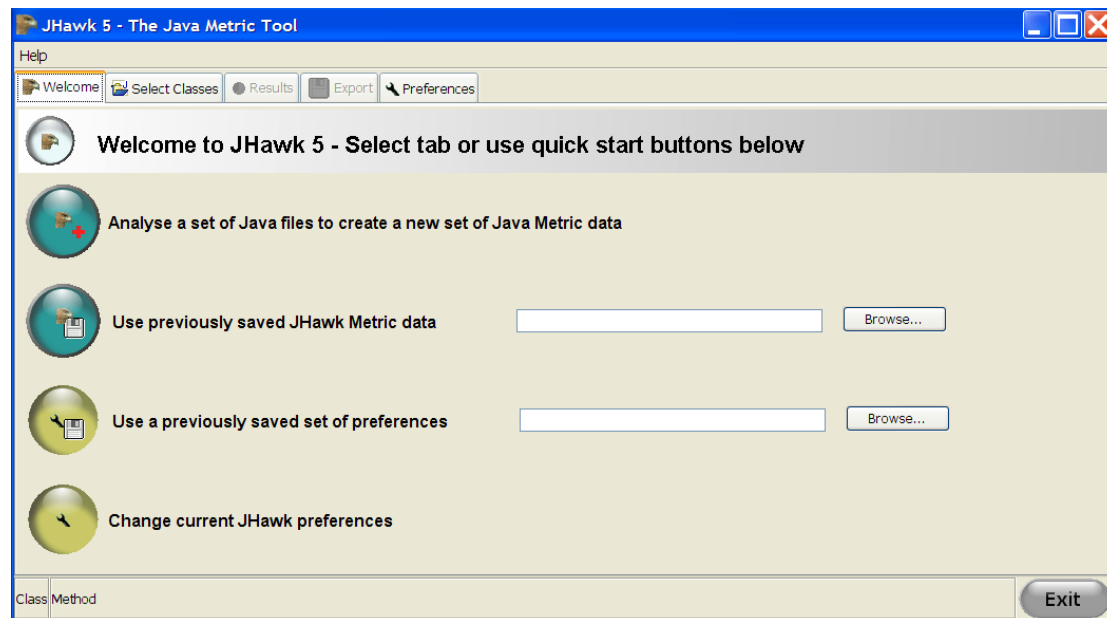 JHawk 5 - The Java Metric Tool
Help
Welcome Select Classes Results Export Preferences
Welcome to JHawk 5 - Select tab or use quick start buttons below
Analyse a set of Java files to create a new set of Java Metric data
Use previously saved JHawk Metric data Browse...
Use a previously saved set of preferences Browse...
Change current JHawk preferences
Class Method Exit